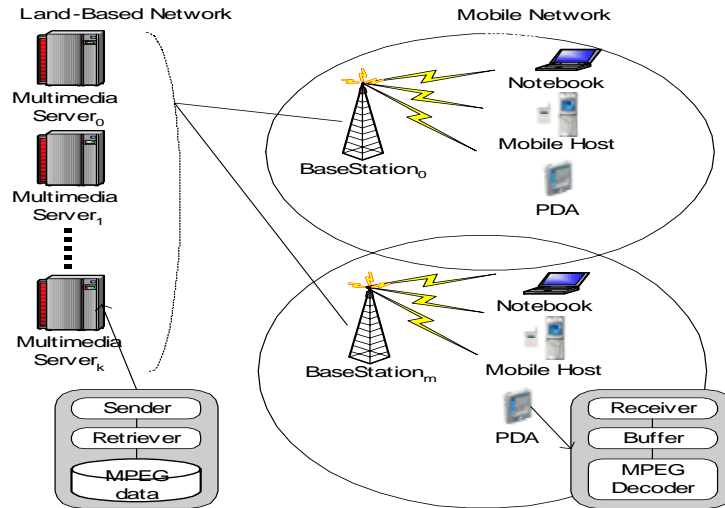 Land-Based Network
Mobile Network
Multimedia
Server0
Multimedia
Server1
Multimedia
Serverk
BaseStation0
Notebook
Mobile Host
PDA
BaseStationm
Notebook
Mobile Host
PDA
Sender
Retriever
MPEG
data
Receiver
Buffer
MPEG
Decoder